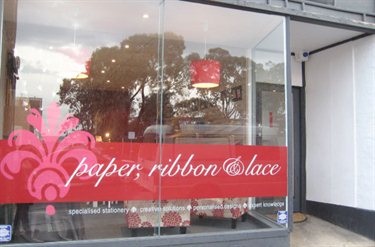 paper, ribbon & lace
specialised stationery • creative solutions • personalised designs • expert knowledge